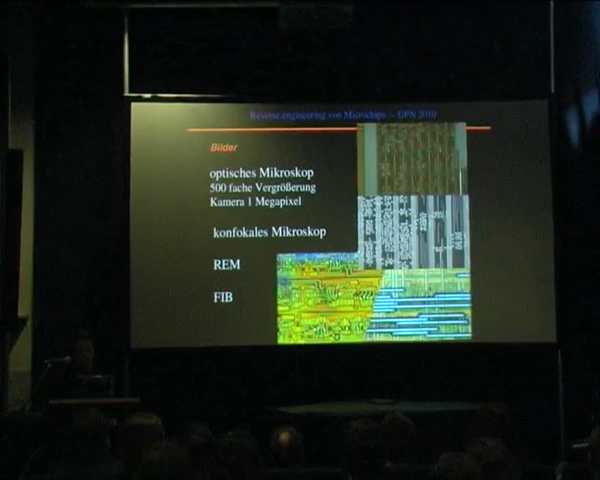 Reverse engineering von Microchips - GPN 2010
Bilder
optisches Mikroskop
500 fache Vergrößerung
Kamera 1 Megapixel
konfokales Mikroskop
REM
FIB